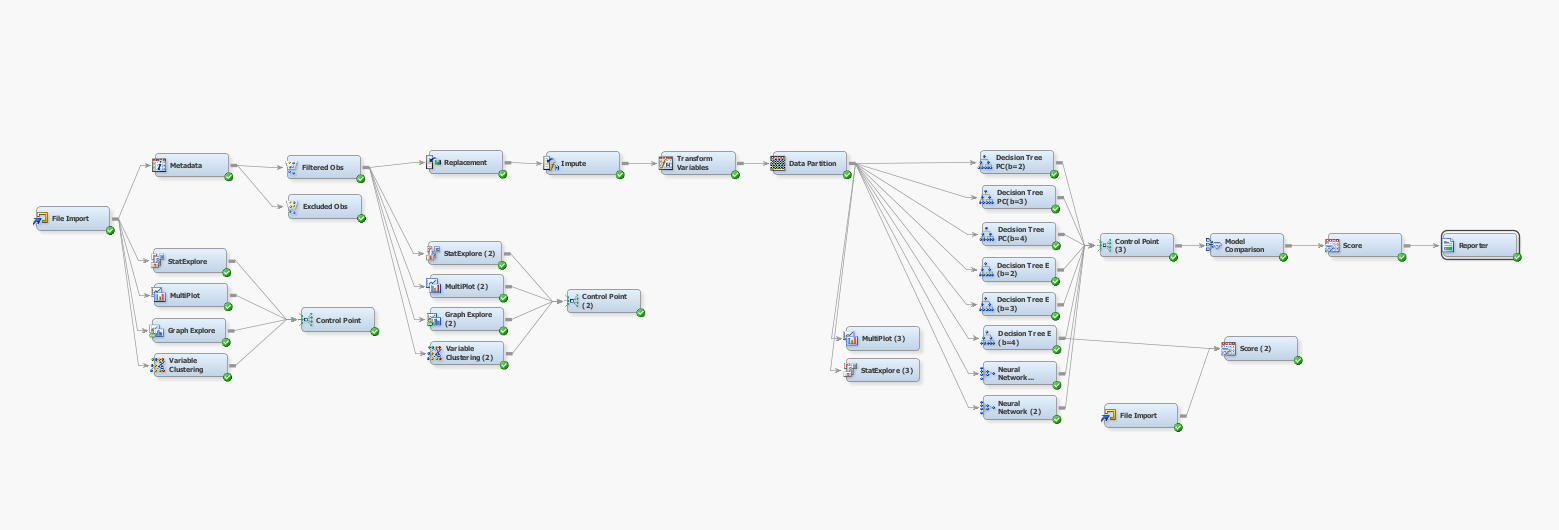 File Import
Metadata
StatExplore
MultiPlot
Graph Explore
Variable
Clustering
Filtered Obs
Excluded Obs
Control Point
Replacement
StatExplore (2)
MultiPlot (2)
Graph Explore
(2)
Variable
Clustering (2)
Impute
Control Point
(2)
Transform
Variables
Data Partition
MultiPlot (3)
StatExplore (3)
Decision Tree
PC(b=2)
Decision Tree
PC(b=3)
Decision Tree
PC(b=4)
Decision Tree E
(b=2)
Decision Tree E
(b=3)
Decision Tree E
(b=4)
Neural
Network...
Neural
Network (2)
Control Point
(3)
File Import
Model
Comparison
Score (2)
Score
Reporter